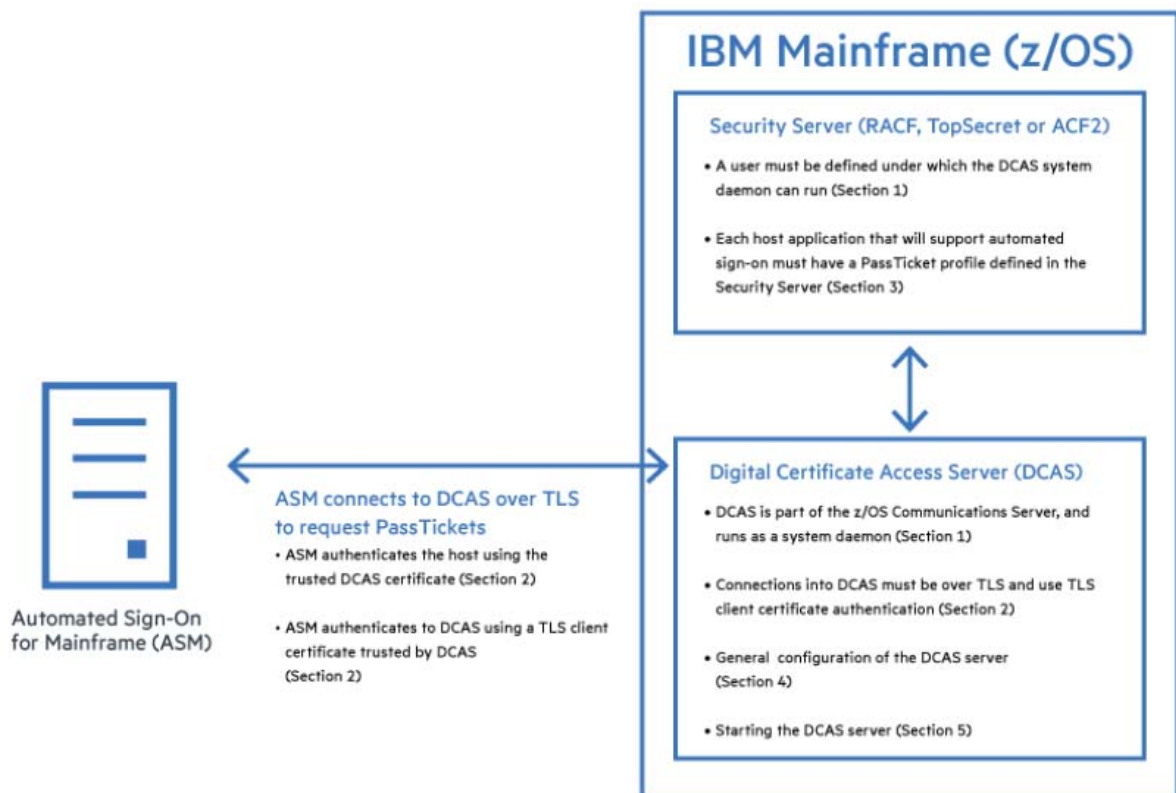 IBM Mainframe (z/OS)
Security Server (RACF, TopSecret or ACF2)
• A user must be defined under which the DCAS system
daemon can run (Section 1)
• Each host application that will support automated
sign-on must have a PassTicket profile defined in the
Security Server (Section 3)
Automated Sign-On
for Mainframe (ASM)
ASM connects to DCAS over TLS
to request PassTickets
• ASM authenticates the host using the
trusted DCAS certificate (Section 2)
• ASM authenticates to DCAS using a TLS client
certificate trusted by DCAS
(Section 2)
Digital Certificate Access Server (DCAS)
• DCAS is part of the z/OS Communications Server, and
runs as a system daemon (Section 1)
• Connections into DCAS must be over TLS and use TLS
client certificate authentication (Section 2)
• General configuration of the DCAS server
(Section 4)
• Starting the DCAS server (Section 5)